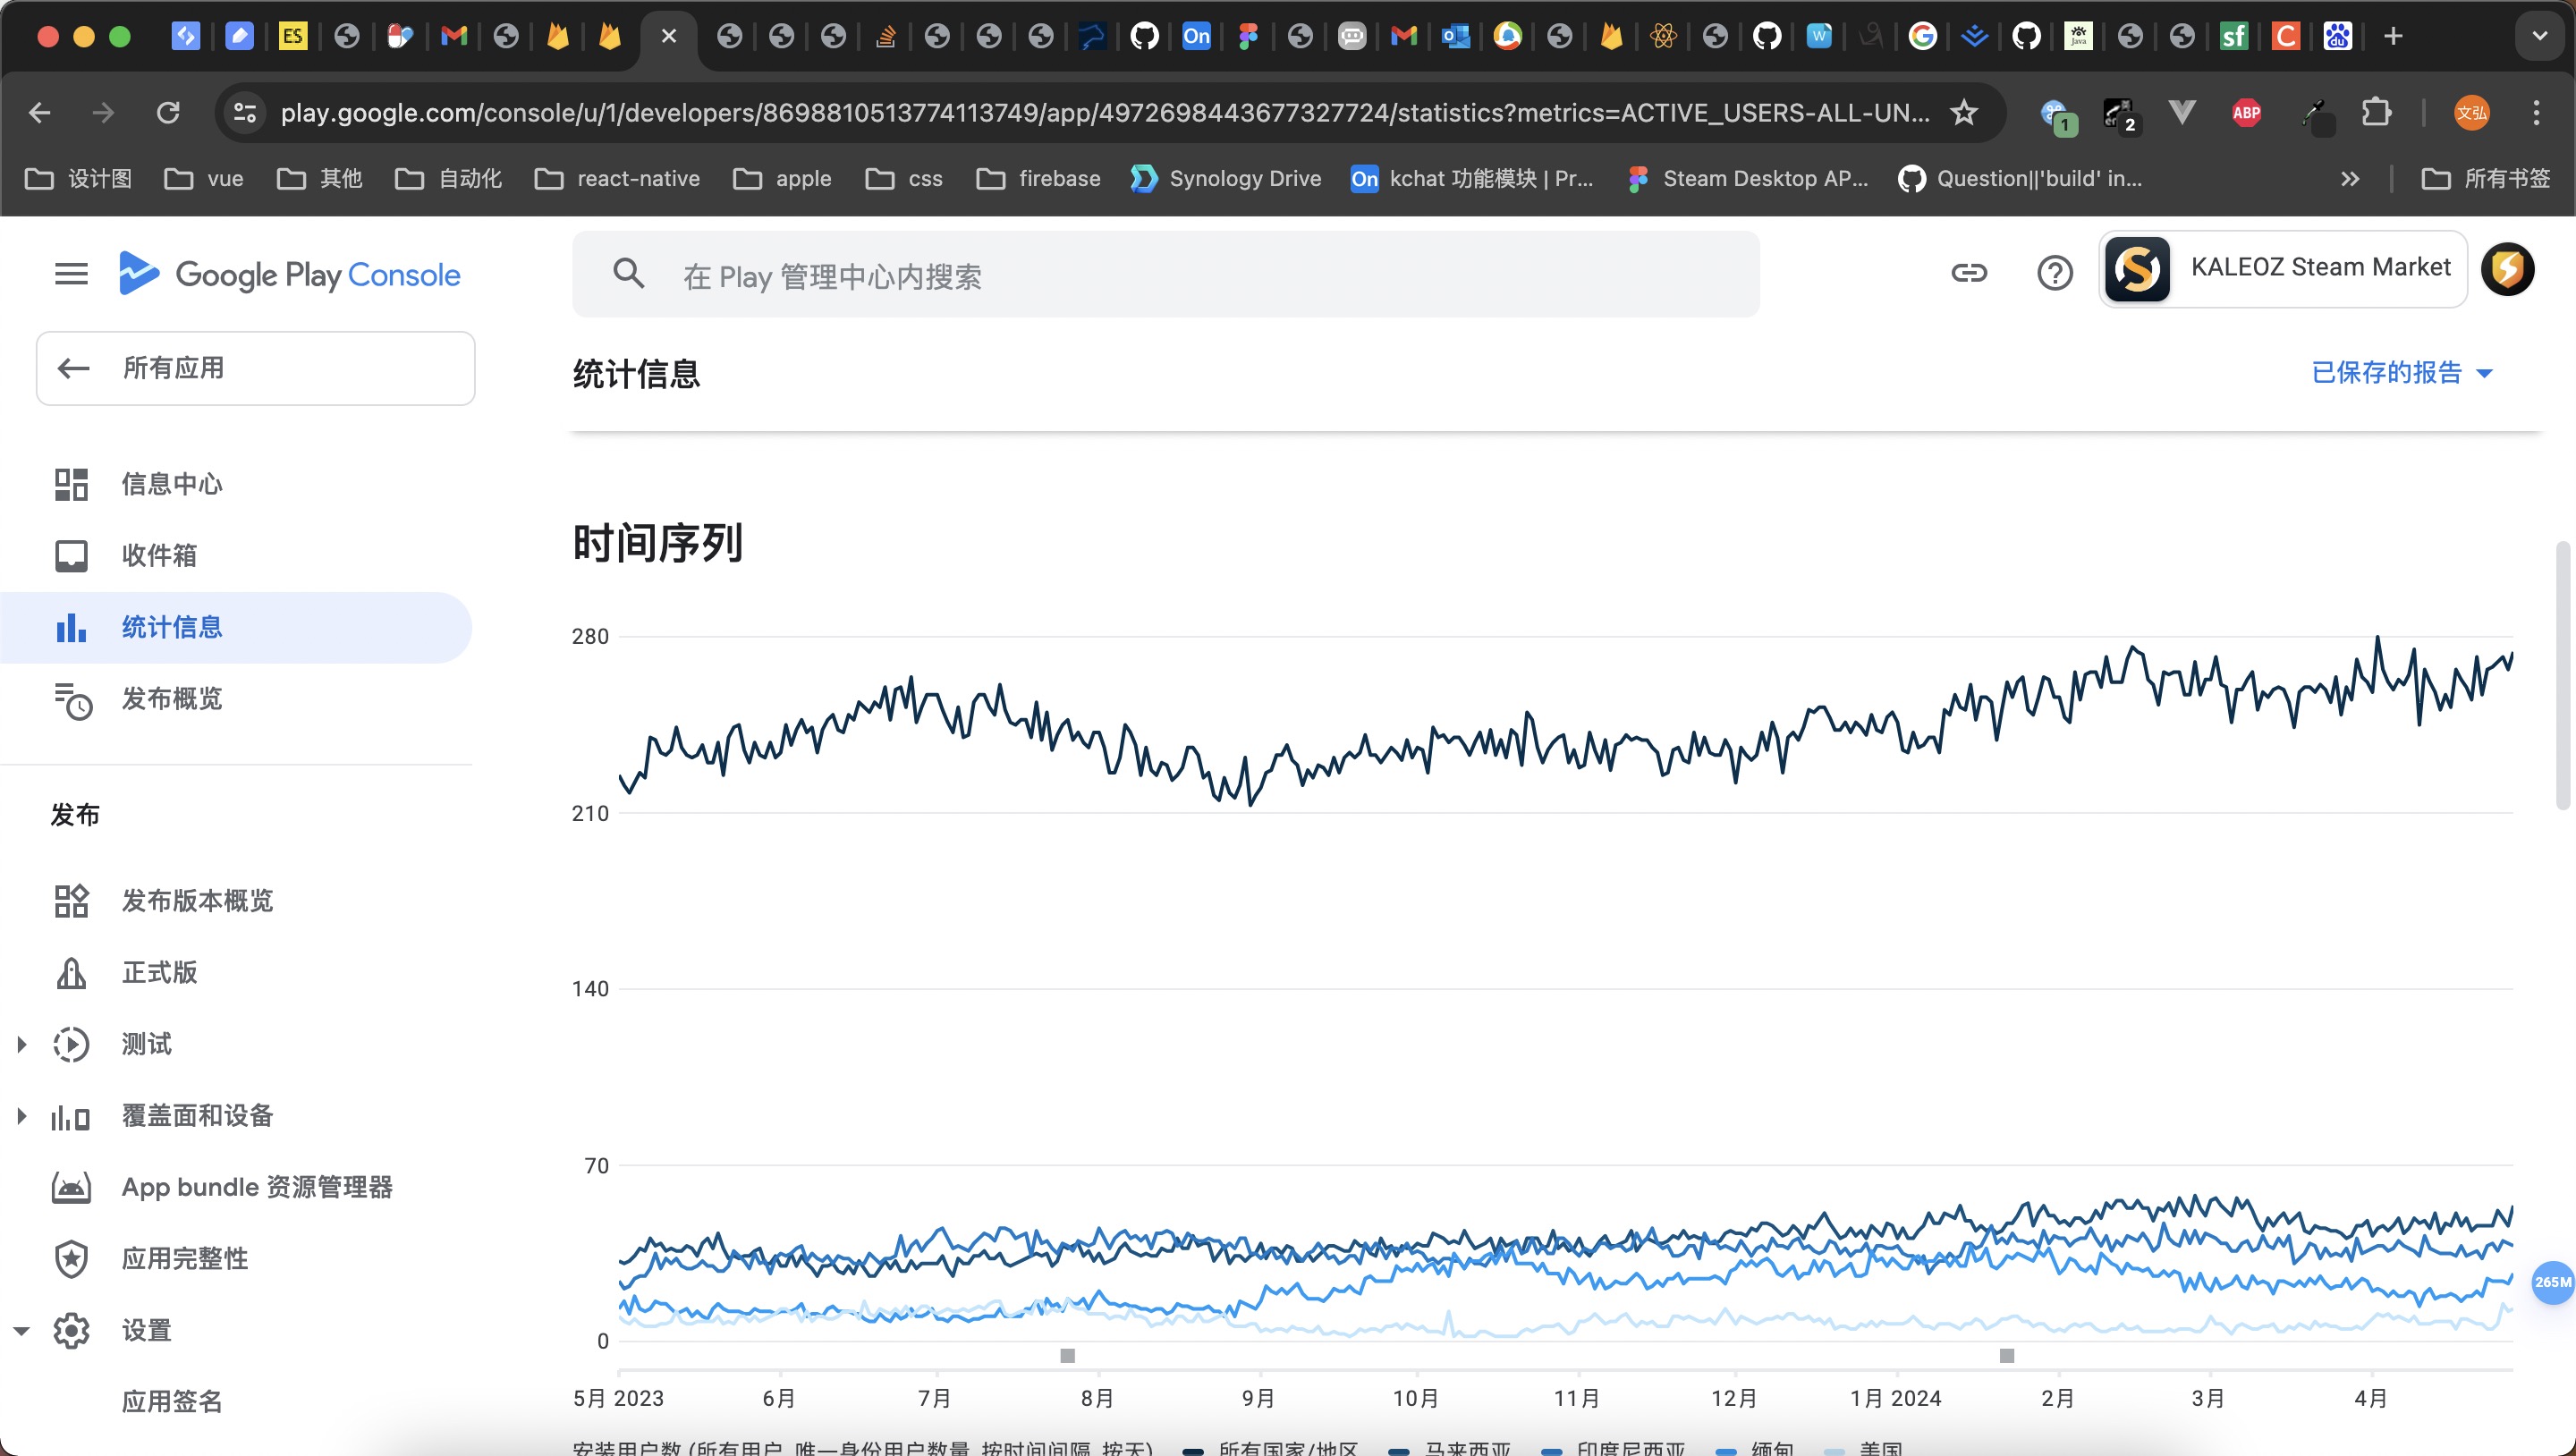 ES
On
W
Java
sf
C
du
play.google.com/console/u/1/developers/8698810513774113749/app/4972698443677327724/statistics?metrics=ACTIVE_USERS-ALL-UN...
1
2
ABP
文弘
设计图
vue
其他
自动化
react-native
apple
css
firebase
Synology Drive
On kchat 功能模块 | Pr...
Steam Desktop AP...
Question||'build' in...
所有书签
Google Play Console
在 Play 管理中心内搜索
KALEOZ Steam Market
所有应用
统计信息
已保存的报告
信息中心
收件箱
统计信息
发布概览
发布
发布版本概览
正式版
测试
覆盖面和设备
App bundle 资源管理器
应用完整性
设置
应用签名
时间序列
280
210
140
70
0
265M
5月 2023 6月 7月 8月 9月 10月 11月 12月 1月 2024 2月 3月 4月
安装用户数 (所有用户, 唯一身份用户数量, 按时间间隔, 按天) 所有国家/地区 马来西亚 印度尼西亚 缅甸 美国